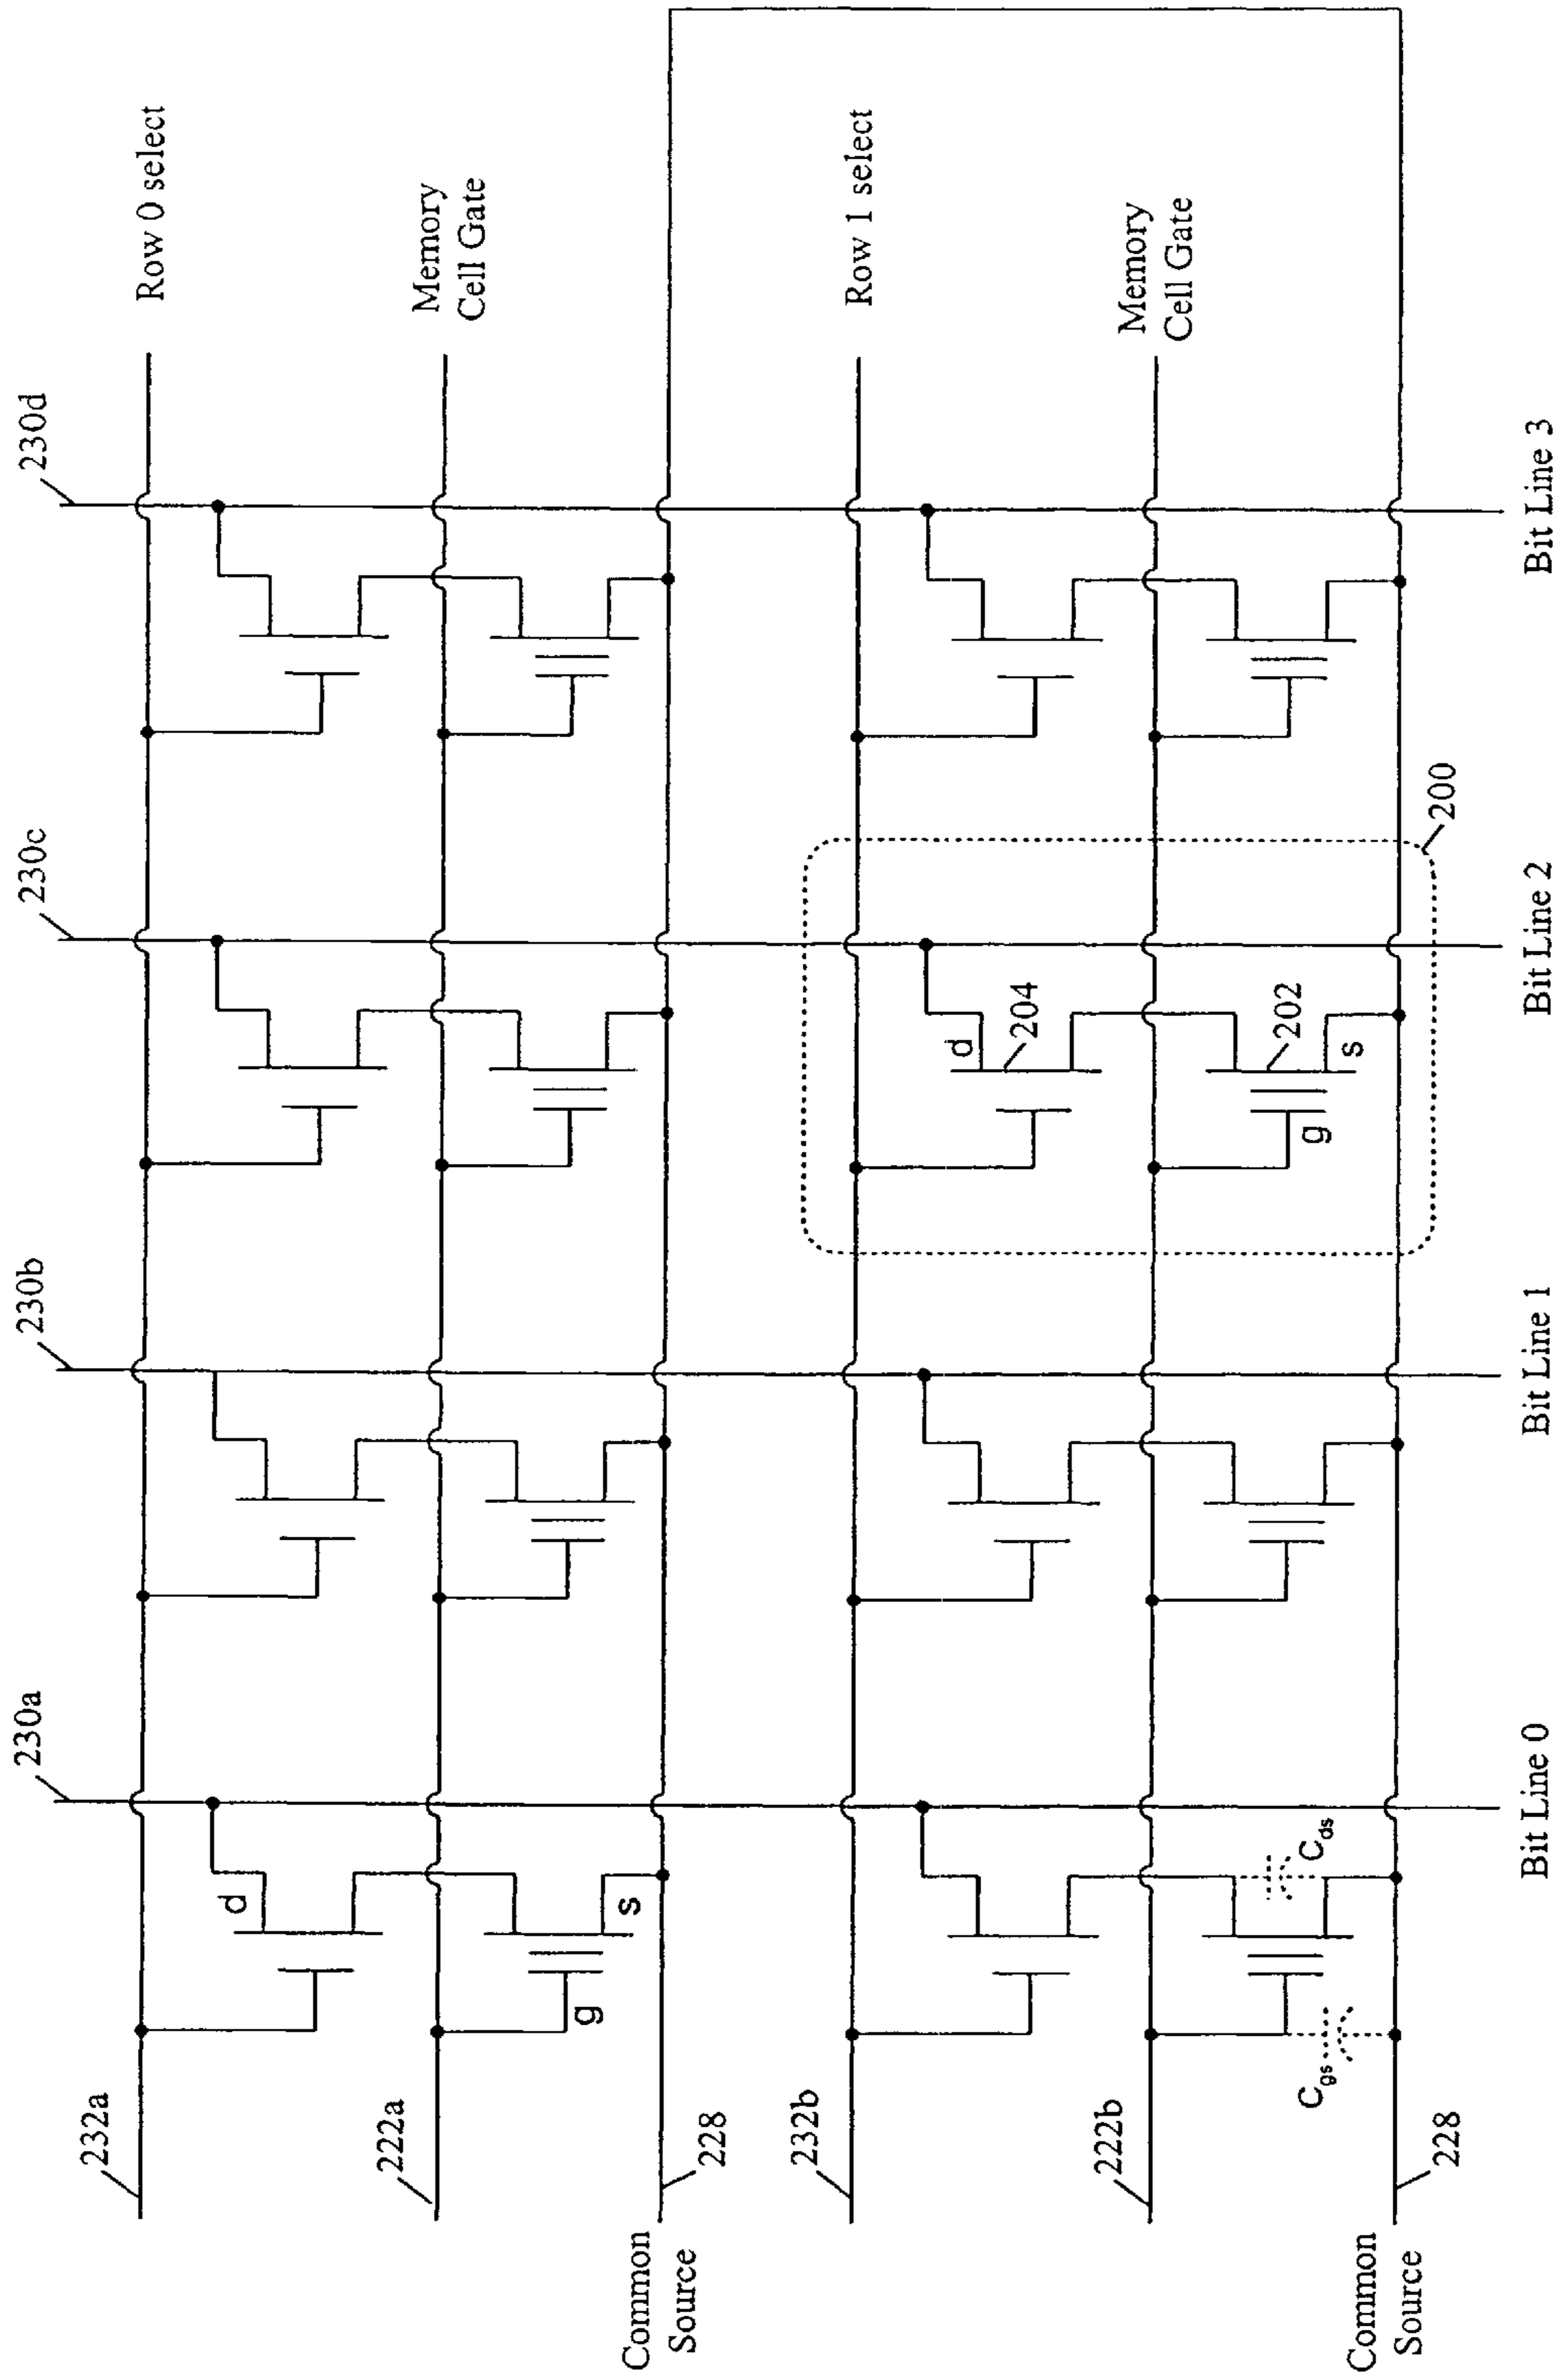 230a
230b
230c
230d
232a
Row 0 select
d
222a
Memory
Cell Gate
g
s
Common
Source
228
232b
Row 1 select
d
204
222b
Memory
Cell Gate
202
g
s
Cgs
Cds
Common
Source
228
200
Bit Line 0
Bit Line 1
Bit Line 2
Bit Line 3